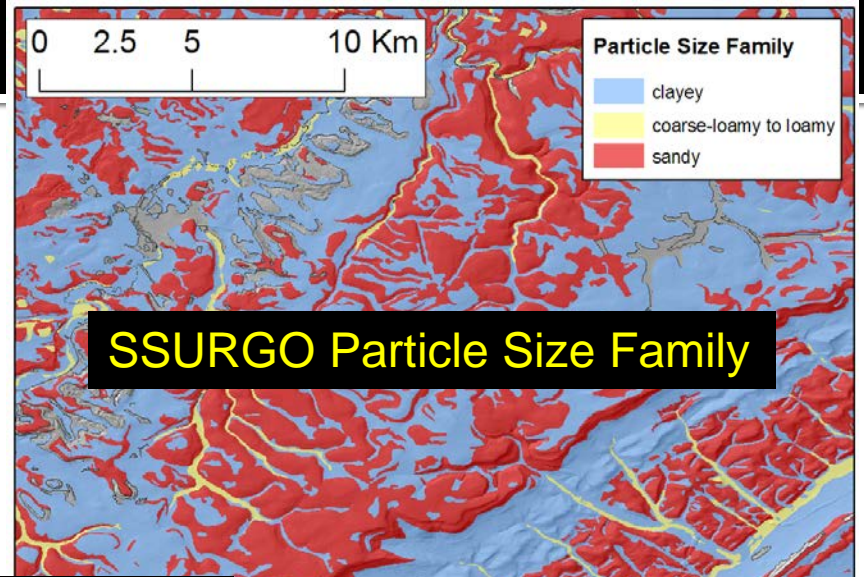 0 2.5 5 10 Km
Particle Size Family
clayey
coarse-loamy to loamy
sandy
SSURGO Particle Size Family